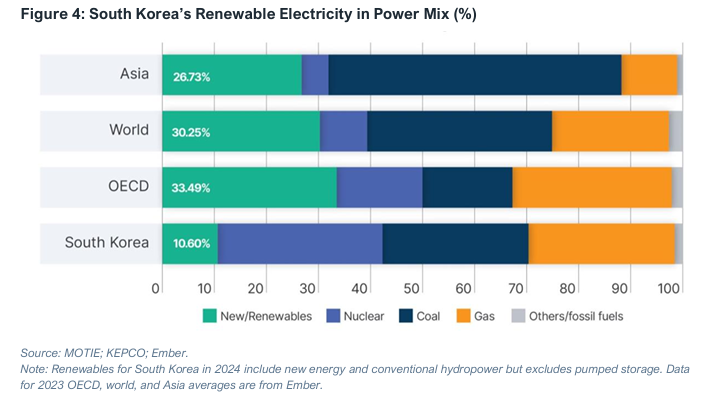 Figure 4: South Korea’s Renewable Electricity in Power Mix (%)
Asia
26.73%
World
30.25%
OECD
33.49%
South Korea
10.60%
0 10 20 30 40 50 60 70 80 90 100
New/Renewables Nuclear Coal Gas Others/fossil fuels
Source: MOTIE; KEPCO; Ember.
Note: Renewables for South Korea in 2024 include new energy and conventional hydropower but excludes pumped storage. Data
for 2023 OECD, world, and Asia averages are from Ember.